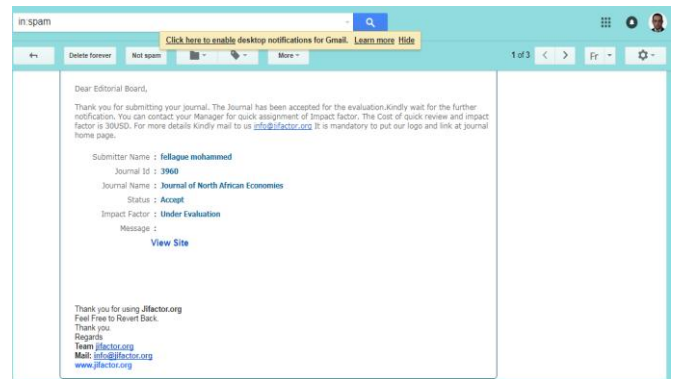 in:spam
Click here to enable desktop notifications for Gmail. Learn more Hide
Delete forever Not spam More 1 of 3 Fr
Dear Editorial Board,
Thank you for submitting your journal. The Journal has been accepted for the evaluation.Kindly wait for the further
notification. You can contact your Manager for quick assignment of Impact factor. The Cost of quick review and impact
factor is 30USD. For more details Kindly mail to us info@jifactor.org It is mandatory to put our logo and link at journal
home page.
Submitter Name : fellague mohammed
Journal Id : 3960
Journal Name : Journal of North African Economies
Status : Accept
Impact Factor : Under Evaluation
Message :
View Site
Thank you for using Jifactor.org
Feel Free to Revert Back.
Thank you.
Regards
Team jifactor.org
Mail: info@jifactor.org
www.jifactor.org